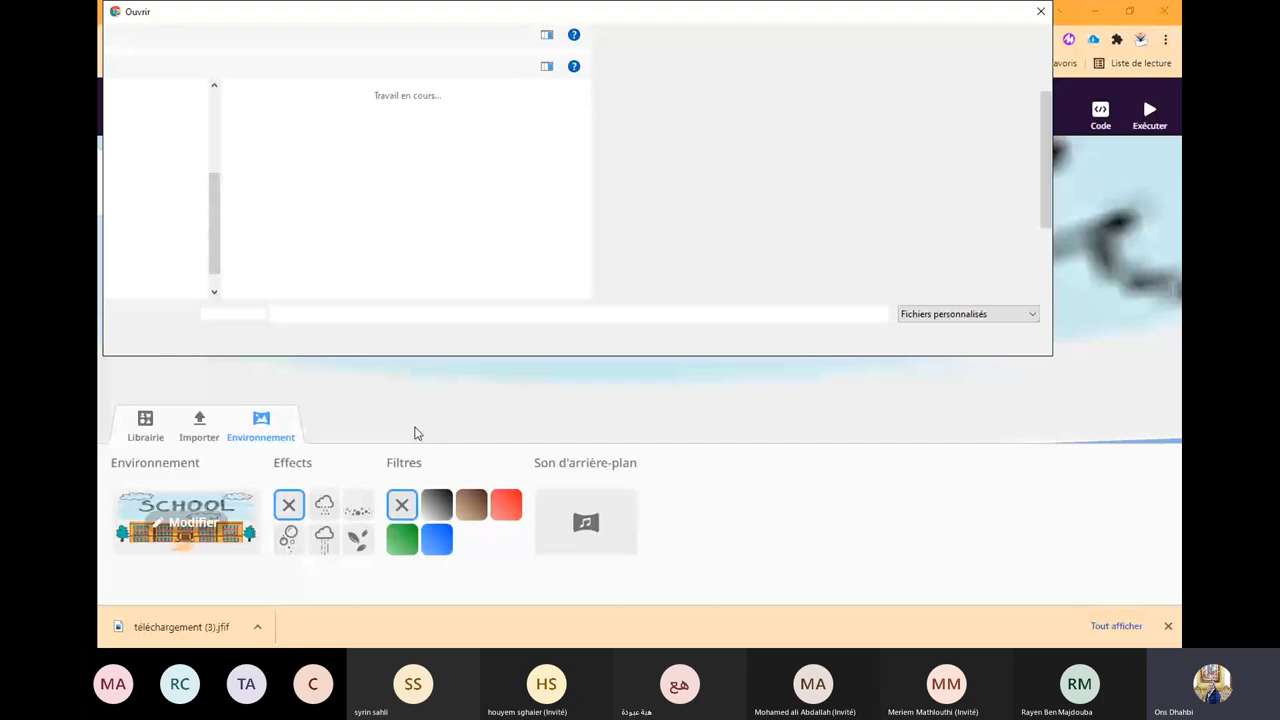 Ouvrir
avoris
Liste de lecture
Travail en cours...
Code
Exécuter
Fichiers personnalisés
Librairie
Importer
Environnement
Environnement
Effects
Filtres
Son d'arrière-plan
SCHOOL
Modifier
téléchargement (3).jfif
Tout afficher
MA
RC
TA
C
SS
HS
هع
MA
MM
RM
syrin sahli
houyem sghaier (Invité)
هبة عبودة
Mohamed ali Abdallah (Invité)
Meriem Mathlouthi (Invité)
Rayen Ben Majdouba
Ons Dhahbi